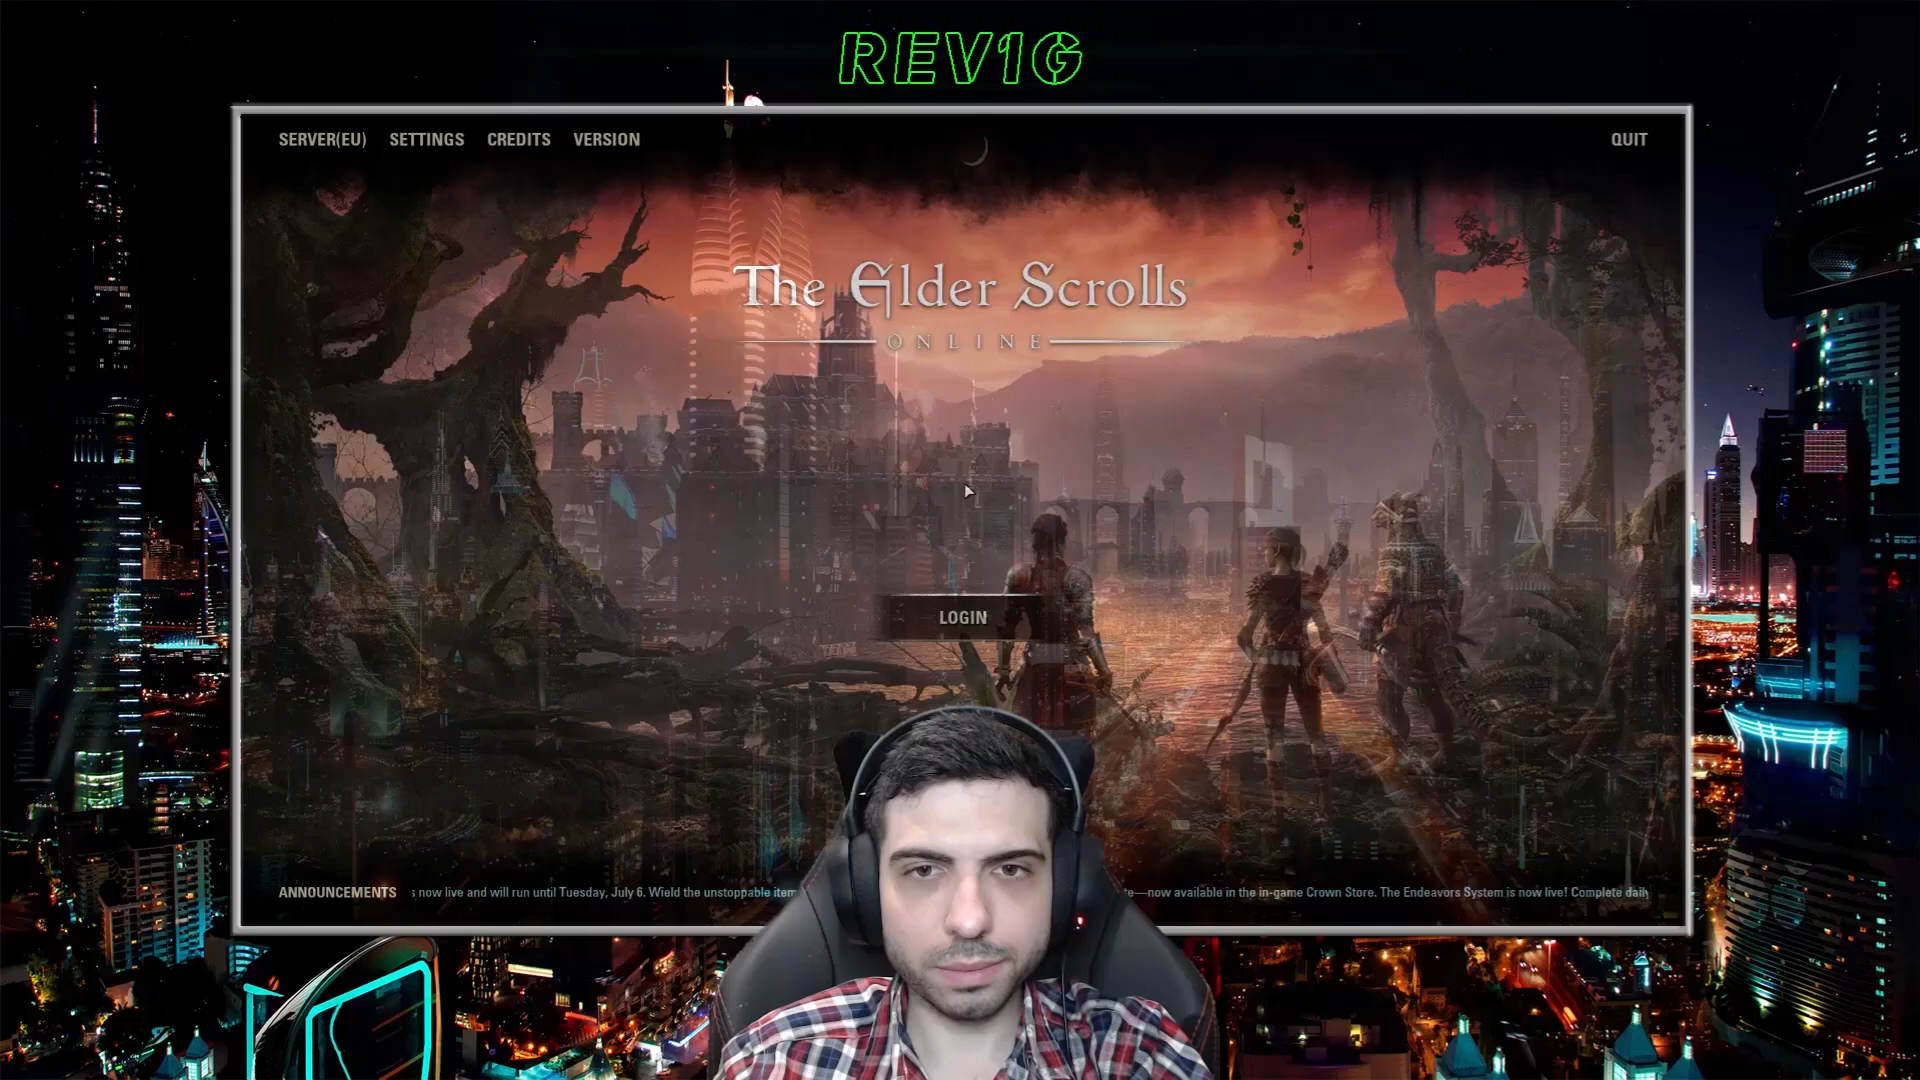 REV1G
SERVER(EU) SETTINGS CREDITS VERSION QUIT
The Elder Scrolls
ONLINE
LOGIN
ANNOUNCEMENTS s now live and will run until Tuesday, July 6. Wield the unstoppable item te—now available in the in-game Crown Store. The Endeavors System is now live! Complete daily